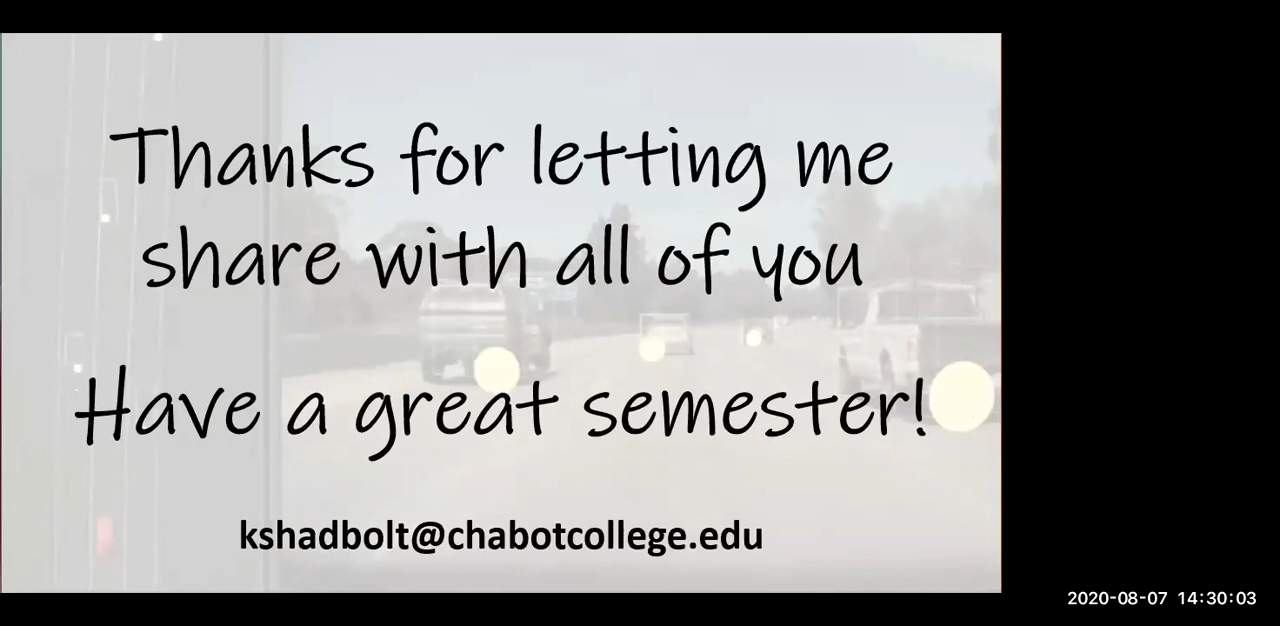 Thanks for letting me
share with all of you
Have a great semester!
kshadbolt@chabotcollege.edu
2020-08-07 14:30:03